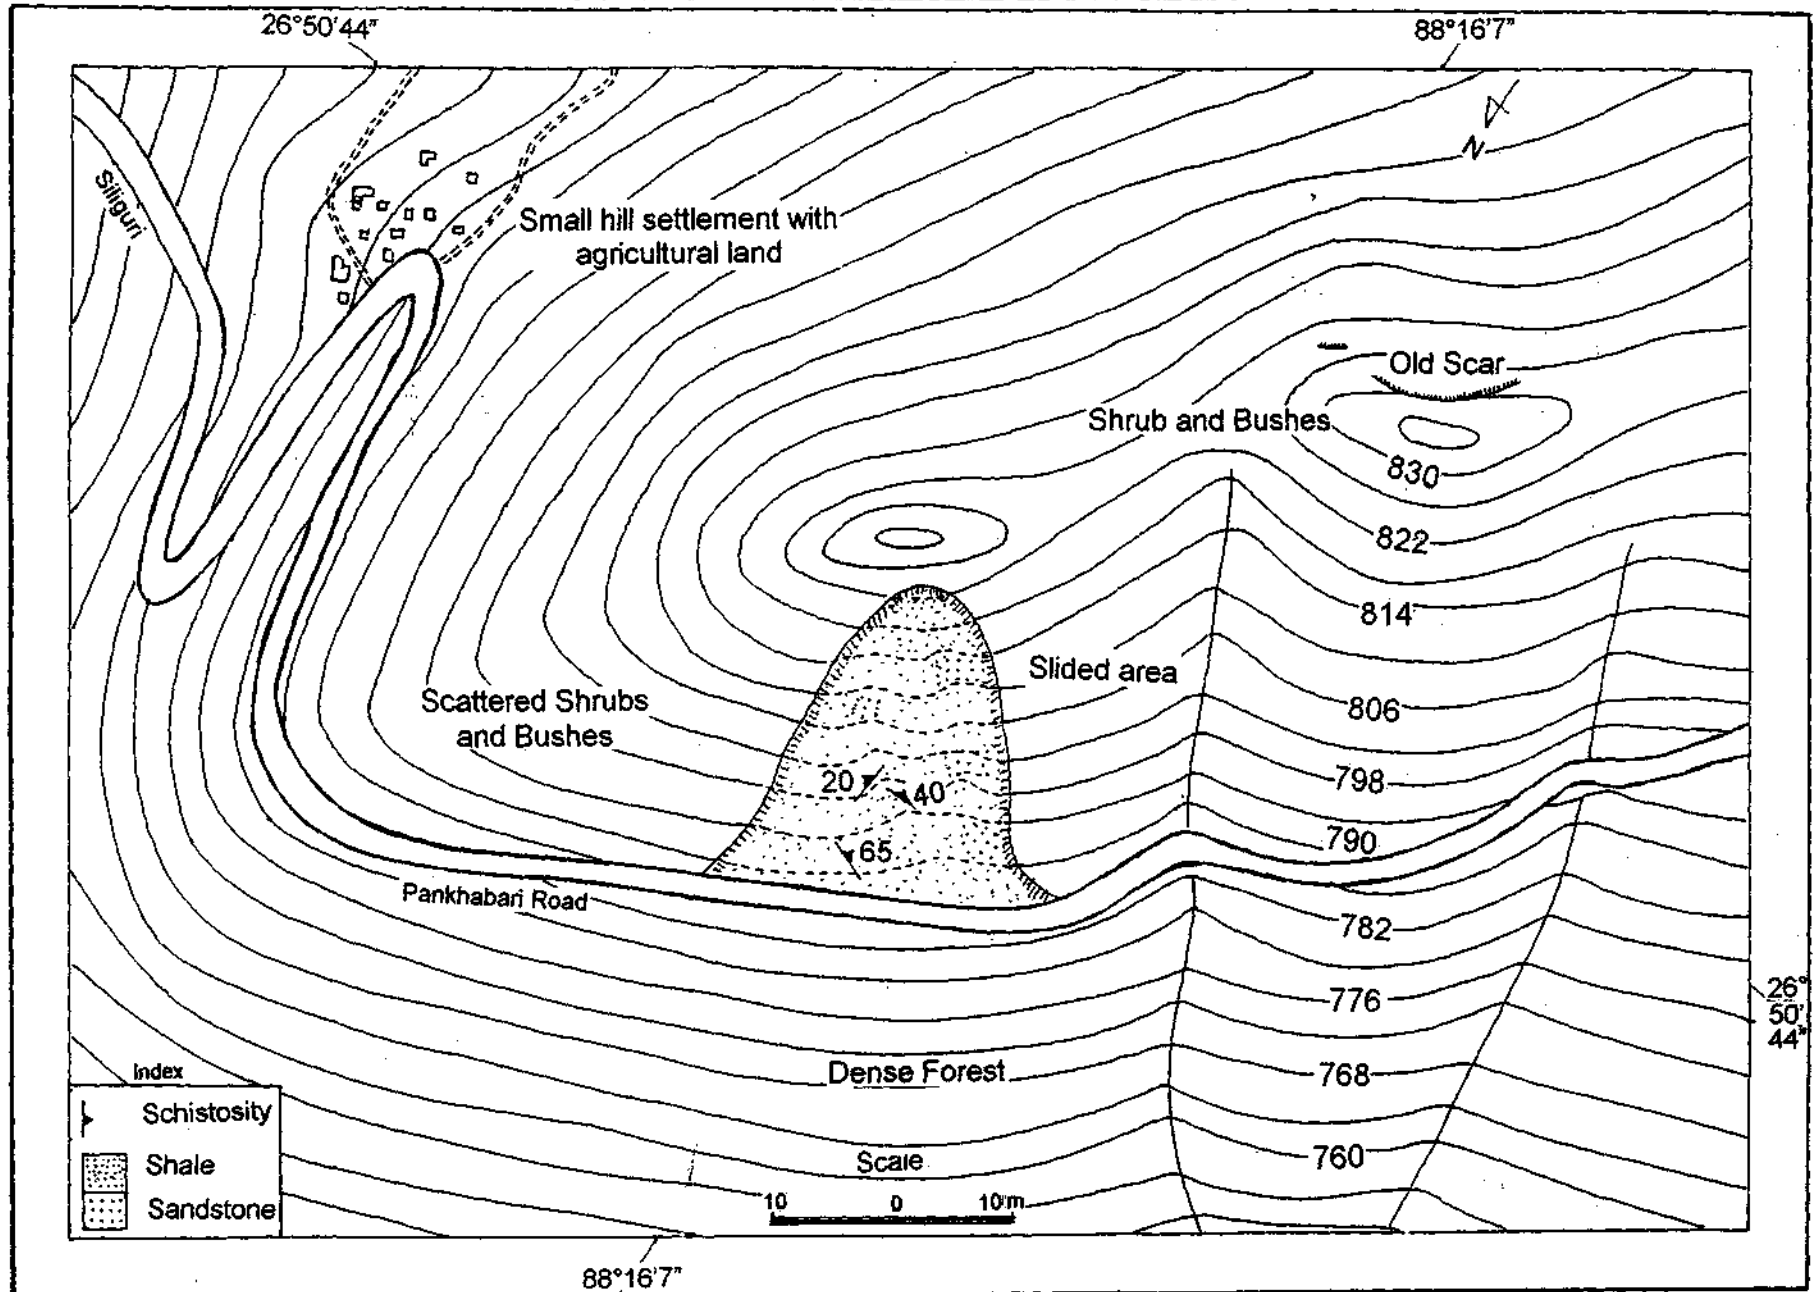 26°50'44"
88°16'7"
N
Siliguri
Small hill settlement with
agricultural land
Old Scar
Shrub and Bushes
830
822
814
Slided area
806
Scattered Shrubs
and Bushes
798
20
40
790
65
Pankhabari Road
782
776
26°
50'
44"
Dense Forest
768
Index
Schistosity
Shale
Sandstone
760
Scale
10 0 10 m
88°16'7"